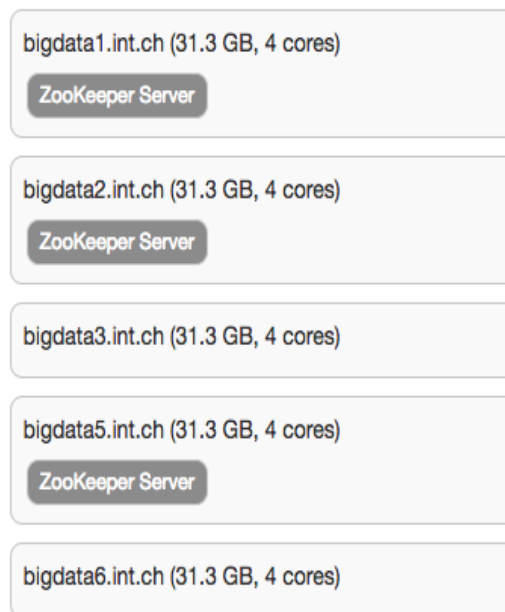 bigdata1.int.ch (31.3 GB, 4 cores)
ZooKeeper Server
bigdata2.int.ch (31.3 GB, 4 cores)
ZooKeeper Server
bigdata3.int.ch (31.3 GB, 4 cores)
bigdata5.int.ch (31.3 GB, 4 cores)
ZooKeeper Server
bigdata6.int.ch (31.3 GB, 4 cores)